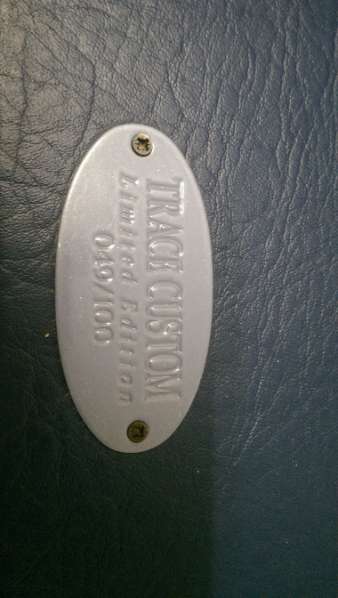 TRACE CUSTOM
Limited Edition
049/100